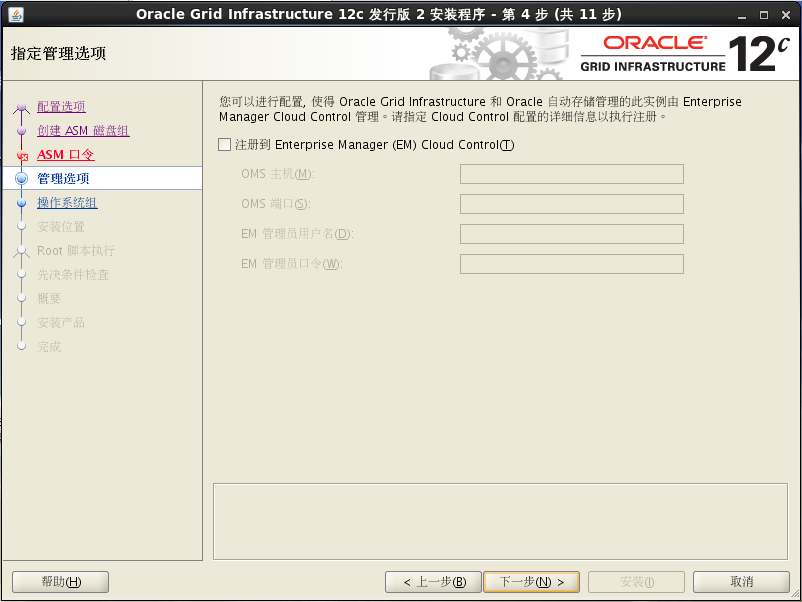 Oracle Grid Infrastructure 12c 发行版 2 安装程序 - 第 4 步 (共 11 步)
指定管理选项
ORACLE
GRID INFRASTRUCTURE
12c
配置选项
创建 ASM 磁盘组
ASM 口令
管理选项
操作系统组
安装位置
Root 脚本执行
先决条件检查
概要
安装产品
完成
您可以进行配置, 使得 Oracle Grid Infrastructure 和 Oracle 自动存储管理的此实例由 Enterprise
Manager Cloud Control 管理。请指定 Cloud Control 配置的详细信息以执行注册。
注册到 Enterprise Manager (EM) Cloud Control(T)
OMS 主机(M):
OMS 端口(S):
EM 管理员用户名(D):
EM 管理员口令(W):
帮助(H)
< 上一步(B)
下一步(N) >
安装(I)
取消